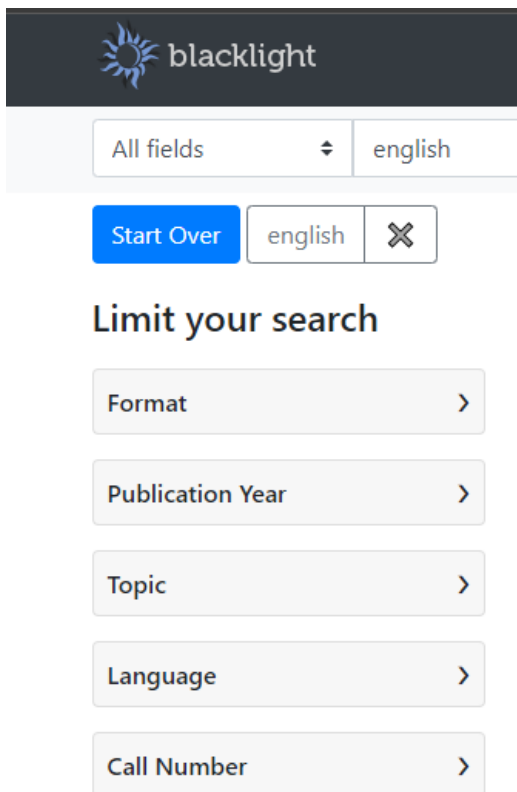 blacklight
All fields english
Start Over english
Limit your search
Format
Publication Year
Topic
Language
Call Number